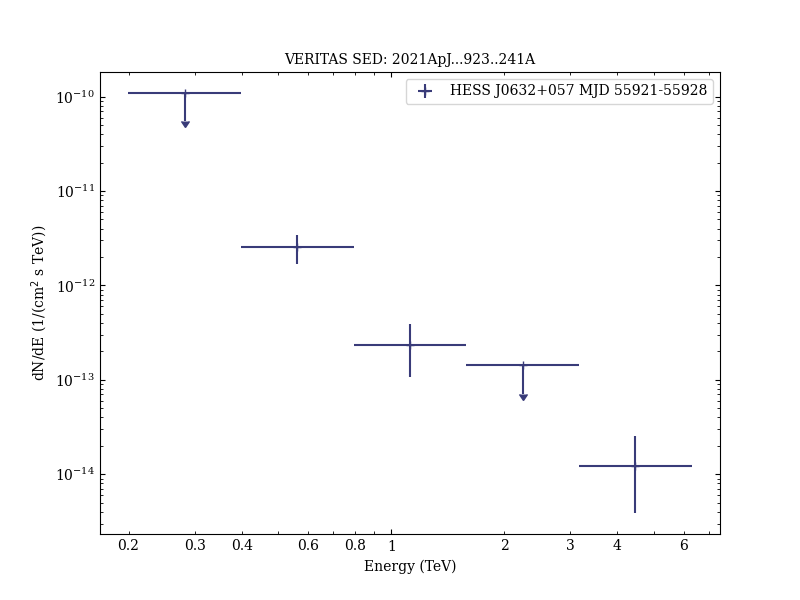 VERITAS SED: 2021ApJ...923..241A
HESS J0632+057 MJD 55921-55928
dN/dE (1/(cm² s TeV))
10⁻¹⁰
10⁻¹¹
10⁻¹²
10⁻¹³
10⁻¹⁴
0.2 0.3 0.4 0.6 0.8 1 2 3 4 6
Energy (TeV)